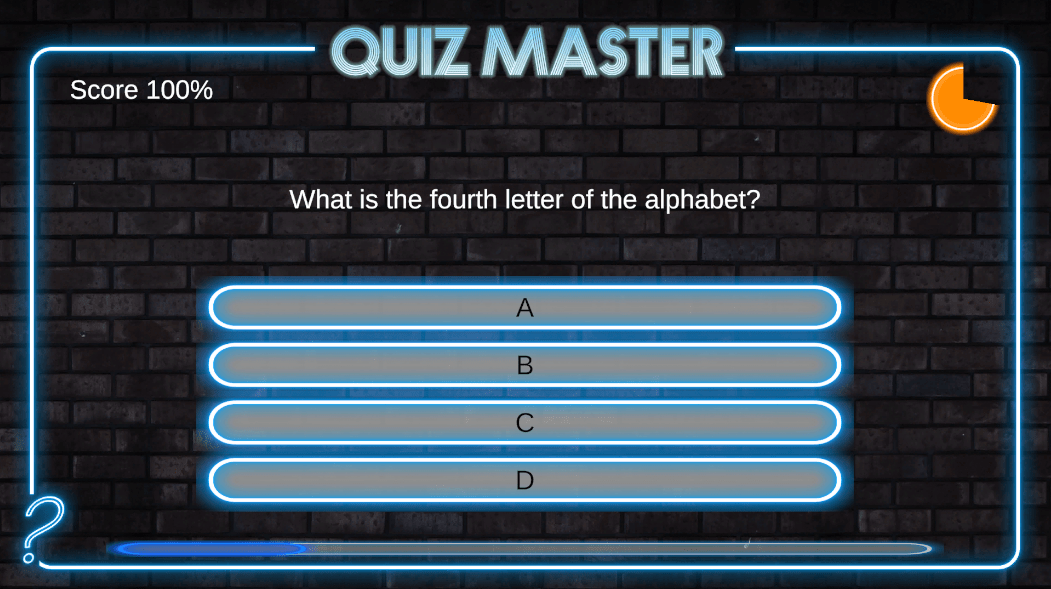 QUIZ MASTER
Score 100%
What is the fourth letter of the alphabet?
A
B
C
D
?